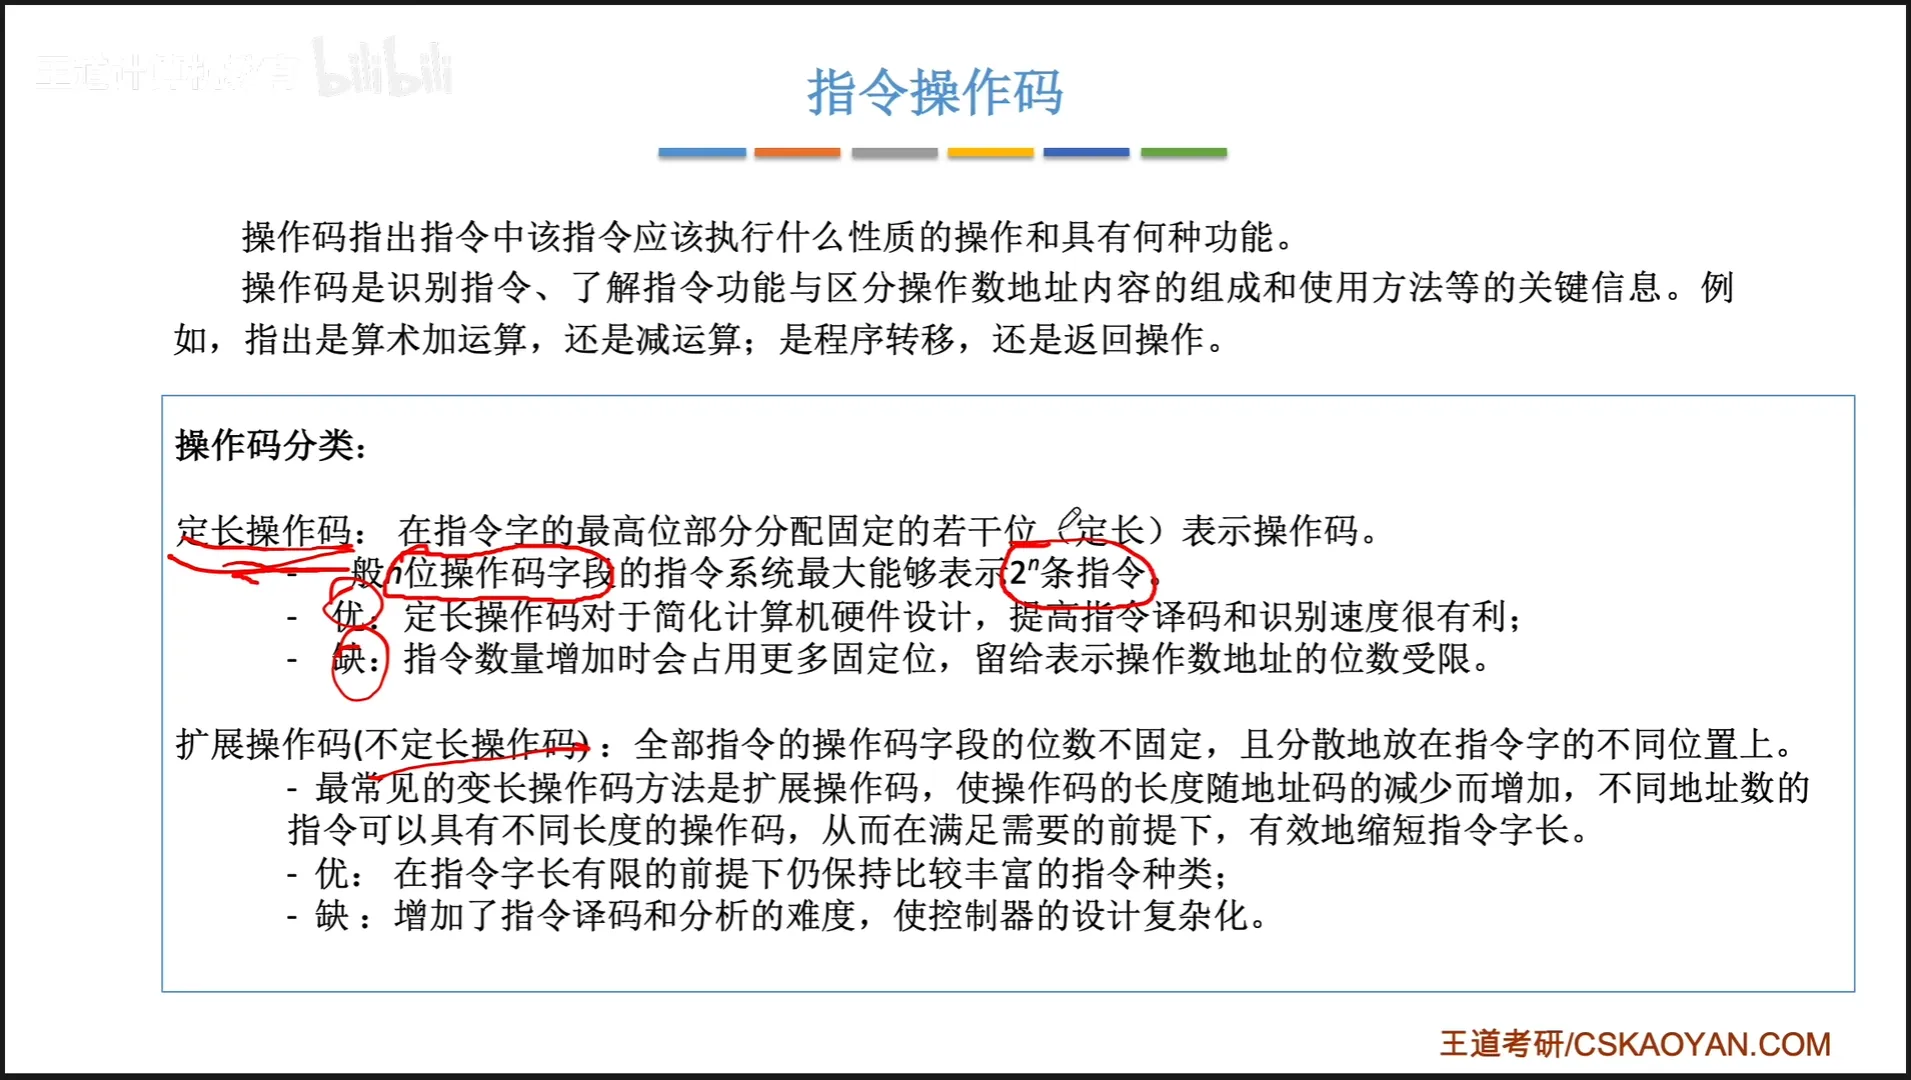 王道计算机教育 bilibili
指令操作码
操作码指出指令中该指令应该执行什么性质的操作和具有何种功能。
操作码是识别指令、了解指令功能与区分操作数地址内容的组成和使用方法等的关键信息。例
如，指出是算术加运算，还是减运算；是程序转移，还是返回操作。
操作码分类：
定长操作码： 在指令字的最高位部分分配固定的若干位（定长）表示操作码。
- 一般n位操作码字段的指令系统最大能够表示2ⁿ条指令。
- 优：定长操作码对于简化计算机硬件设计，提高指令译码和识别速度很有利；
- 缺：指令数量增加时会占用更多固定位，留给表示操作数地址的位数受限。
扩展操作码(不定长操作码)：全部指令的操作码字段的位数不固定，且分散地放在指令字的不同位置上。
- 最常见的变长操作码方法是扩展操作码，使操作码的长度随地址码的减少而增加，不同地址数的
指令可以具有不同长度的操作码，从而在满足需要的前提下，有效地缩短指令字长。
- 优： 在指令字长有限的前提下仍保持比较丰富的指令种类；
- 缺 ：增加了指令译码和分析的难度，使控制器的设计复杂化。
王道考研/CSKAOYAN.COM